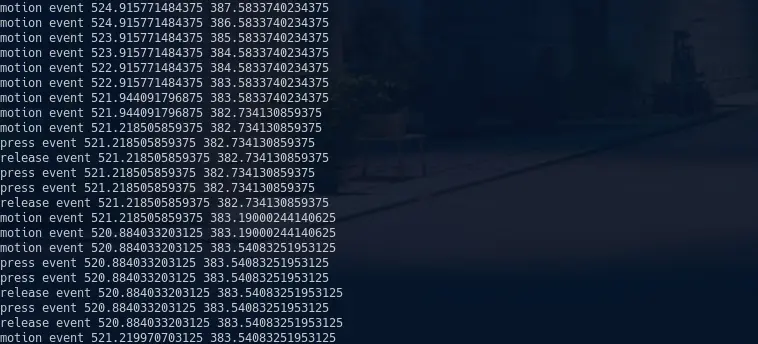 motion event 524.915771484375 387.5833740234375
motion event 524.915771484375 386.5833740234375
motion event 523.915771484375 385.5833740234375
motion event 523.915771484375 384.5833740234375
motion event 522.915771484375 384.5833740234375
motion event 522.915771484375 383.5833740234375
motion event 521.944091796875 383.5833740234375
motion event 521.944091796875 382.734130859375
motion event 521.218505859375 382.734130859375
press event 521.218505859375 382.734130859375
release event 521.218505859375 382.734130859375
press event 521.218505859375 382.734130859375
press event 521.218505859375 382.734130859375
release event 521.218505859375 382.734130859375
motion event 521.218505859375 383.19000244140625
motion event 520.884033203125 383.19000244140625
motion event 520.884033203125 383.54083251953125
press event 520.884033203125 383.54083251953125
press event 520.884033203125 383.54083251953125
release event 520.884033203125 383.54083251953125
press event 520.884033203125 383.54083251953125
release event 520.884033203125 383.54083251953125
motion event 521.219970703125 383.54083251953125